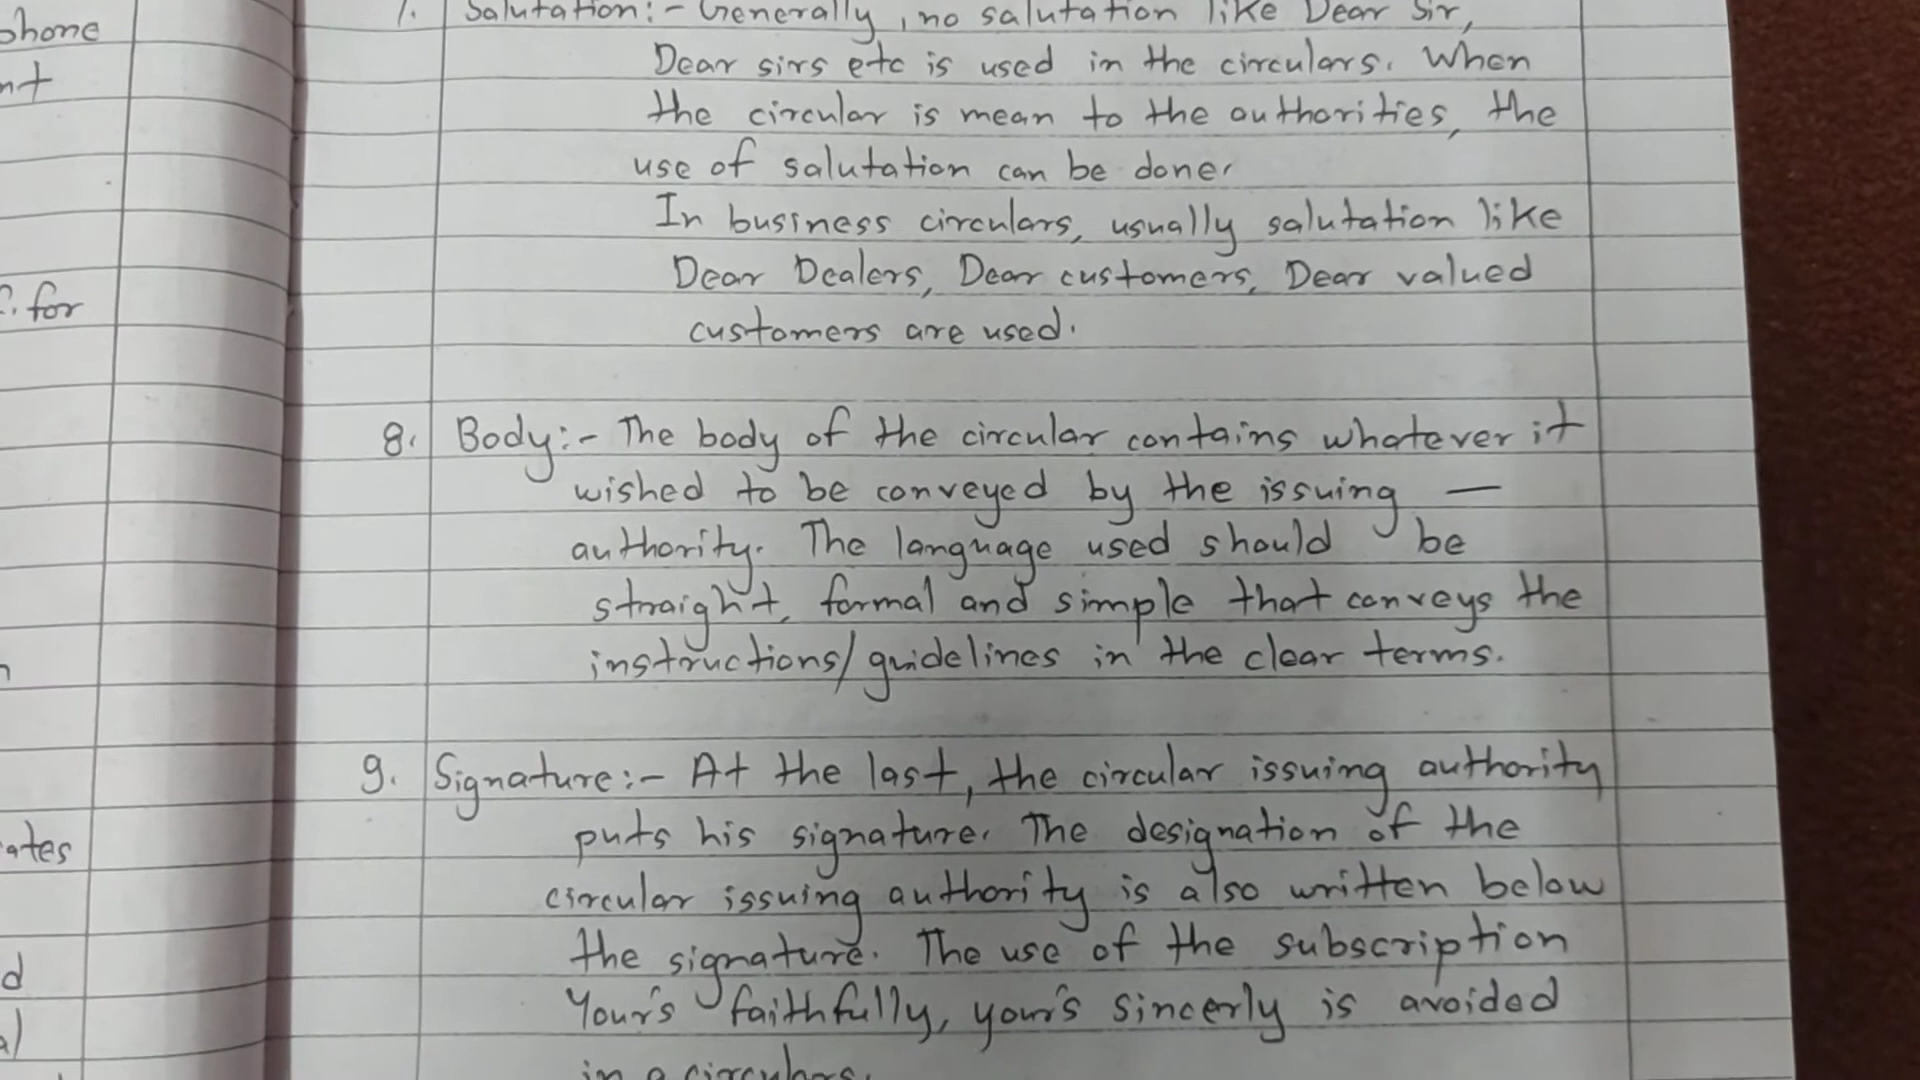 phone
nt
for
ates
d
7. Salutation:- Generally, no salutation like Dear Sir,
Dear sirs etc is used in the circulars. When
the circular is mean to the authorities, the
use of salutation can be done.
In business circulars, usually salutation like
Dear Dealers, Dear customers, Dear valued
customers are used.
8. Body:- The body of the circular contains whatever it
wished to be conveyed by the issuing —
authority. The language used should be
straight, formal and simple that conveys the
instructions/guidelines in the clear terms.
9. Signature:- At the last, the circular issuing authority
puts his signature. The designation of the
circular issuing authority is also written below
the signature. The use of the subscription
Your's faithfully, your's sincerly is avoided
in a circulars.